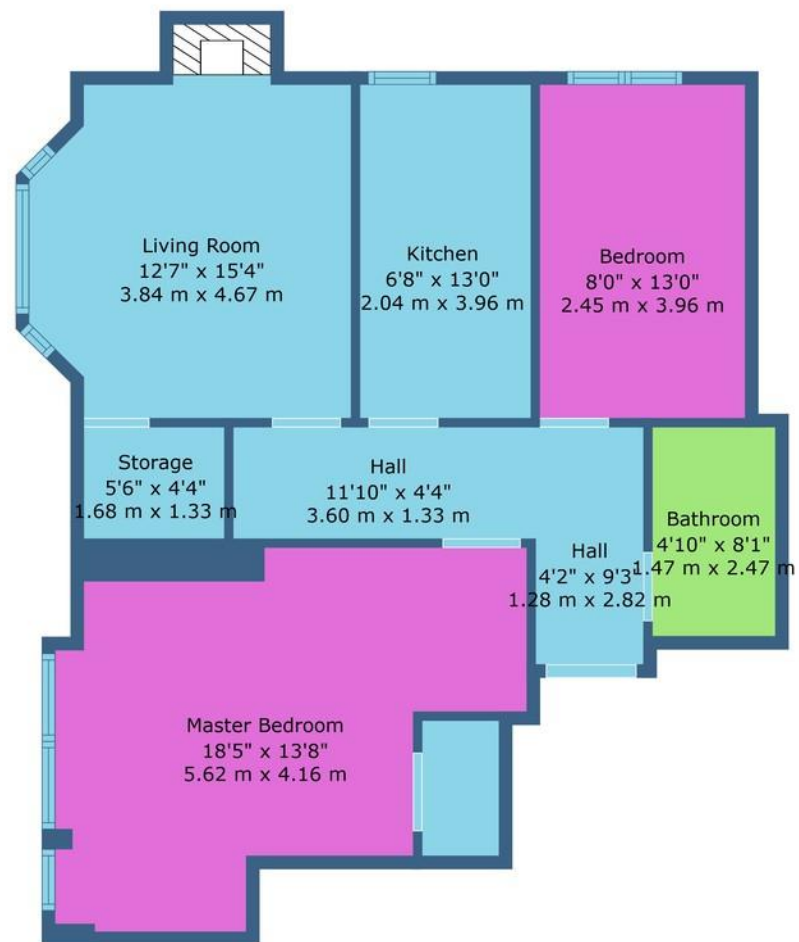 Living Room
12'7" x 15'4"
3.84 m x 4.67 m
Kitchen
6'8" x 13'0"
2.04 m x 3.96 m
Bedroom
8'0" x 13'0"
2.45 m x 3.96 m
Storage
5'6" x 4'4"
1.68 m x 1.33 m
Hall
11'10" x 4'4"
3.60 m x 1.33 m
Hall
4'2" x 9'3"
1.28 m x 2.82 m
Bathroom
4'10" x 8'1"
1.47 m x 2.47 m
Master Bedroom
18'5" x 13'8"
5.62 m x 4.16 m